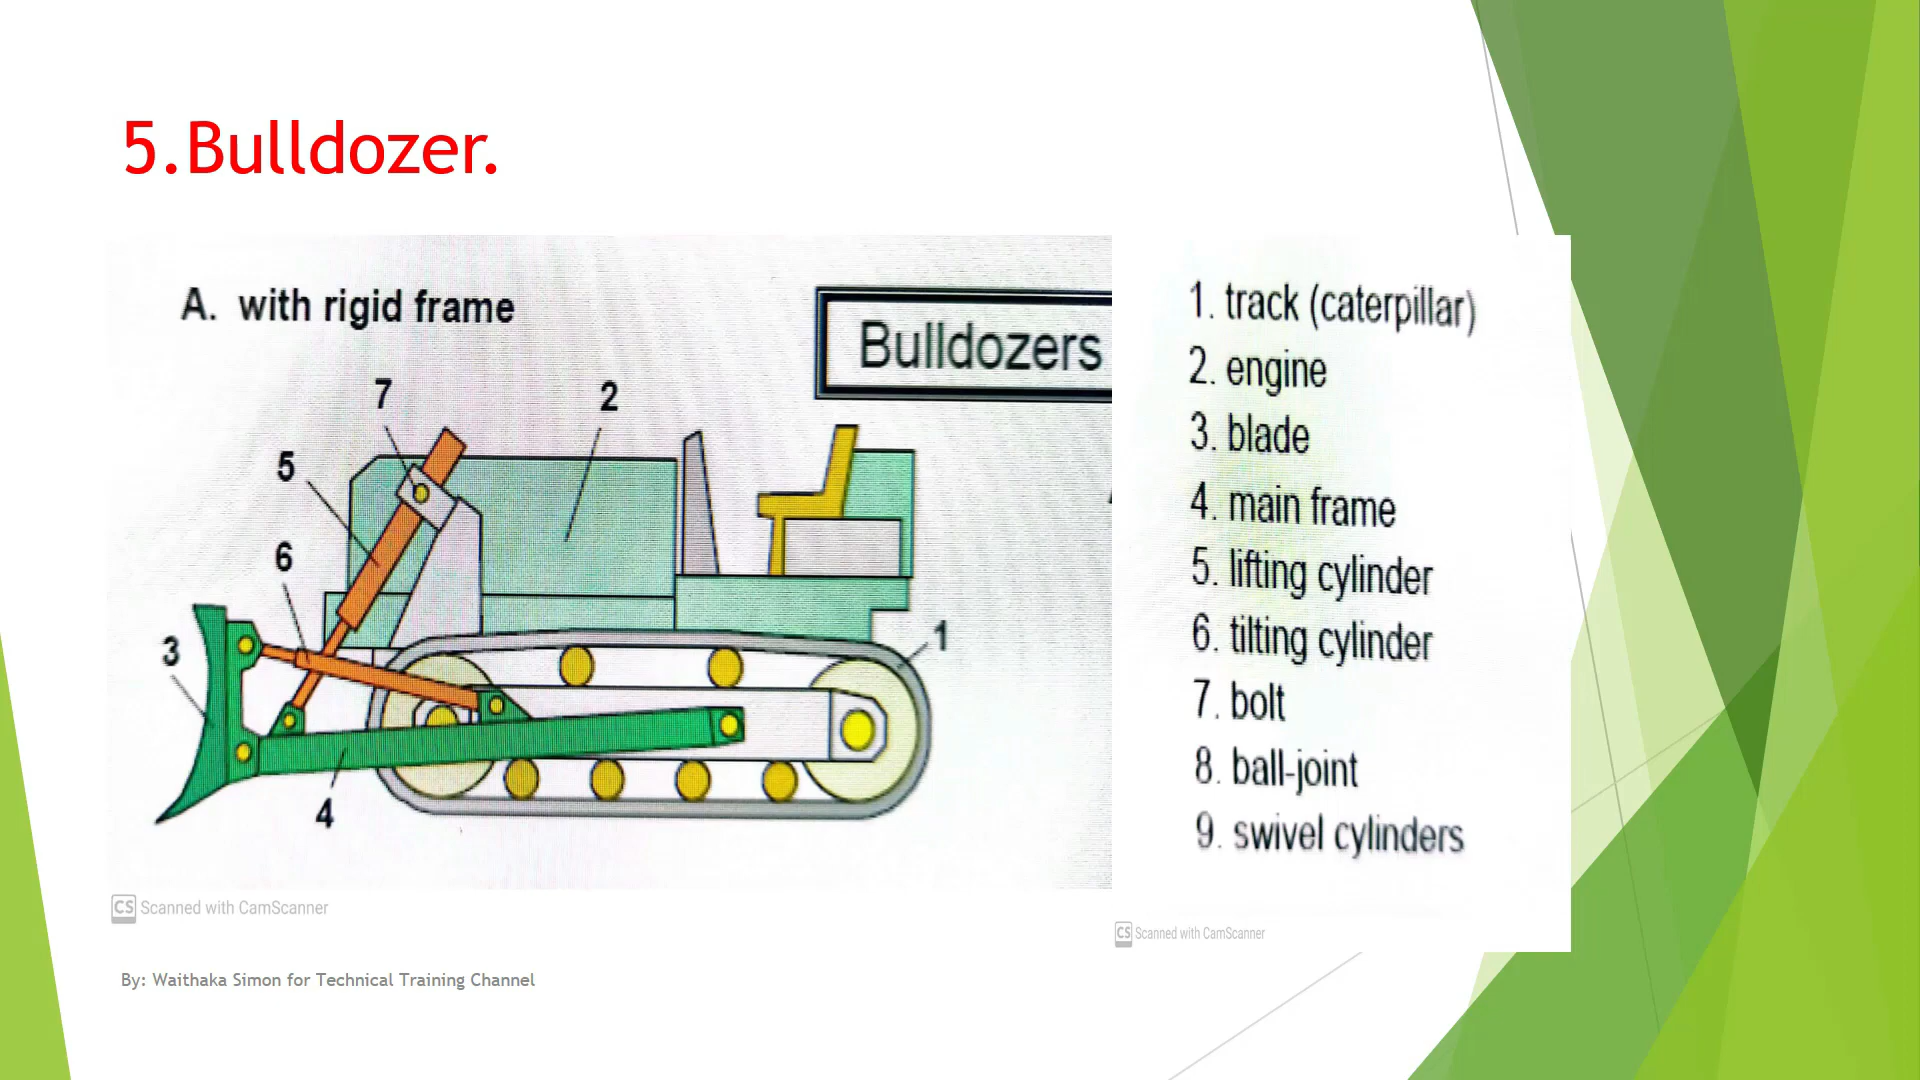 5.Bulldozer.
A. with rigid frame
Bulldozers
7
2
5
6
3
1
4
1. track (caterpillar)
2. engine
3. blade
4. main frame
5. lifting cylinder
6. tilting cylinder
7. bolt
8. ball-joint
9. swivel cylinders
CS Scanned with CamScanner
CS Scanned with CamScanner
By: Waithaka Simon for Technical Training Channel